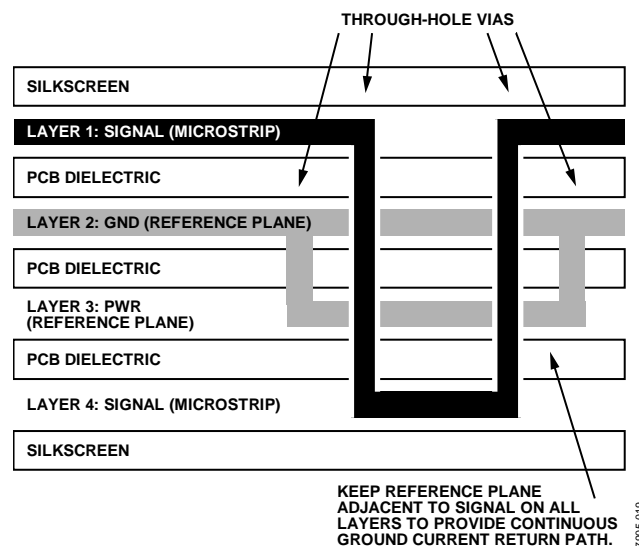 THROUGH-HOLE VIAS
SILKSCREEN
LAYER 1: SIGNAL (MICROSTRIP)
PCB DIELECTRIC
LAYER 2: GND (REFERENCE PLANE)
PCB DIELECTRIC
LAYER 3: PWR
(REFERENCE PLANE)
PCB DIELECTRIC
LAYER 4: SIGNAL (MICROSTRIP)
SILKSCREEN
KEEP REFERENCE PLANE
ADJACENT TO SIGNAL ON ALL
LAYERS TO PROVIDE CONTINUOUS
GROUND CURRENT RETURN PATH.